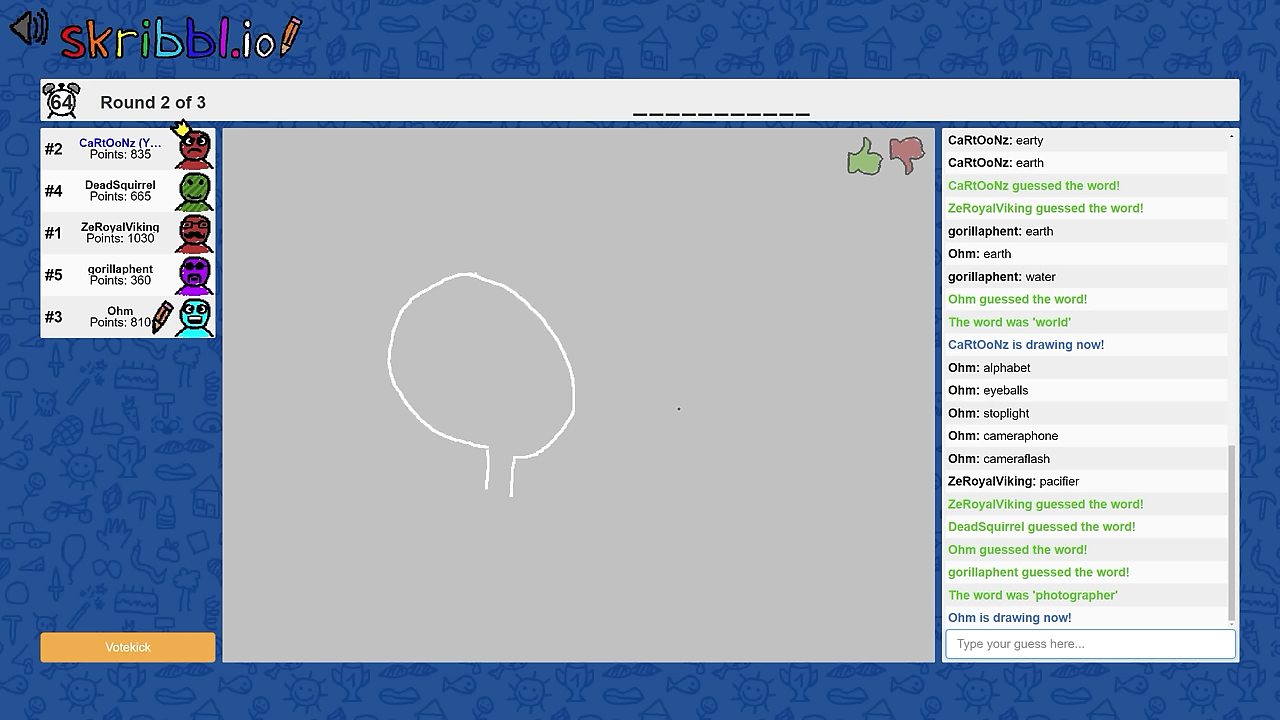 skribbl.io
64
Round 2 of 3
___________
#2
CaRtOoNz (Y...
Points: 835
#4
DeadSquirrel
Points: 665
#1
ZeRoyalViking
Points: 1030
#5
gorillaphent
Points: 360
#3
Ohm
Points: 810
Votekick
CaRtOoNz: earty
CaRtOoNz: earth
CaRtOoNz guessed the word!
ZeRoyalViking guessed the word!
gorillaphent: earth
Ohm: earth
gorillaphent: water
Ohm guessed the word!
The word was 'world'
CaRtOoNz is drawing now!
Ohm: alphabet
Ohm: eyeballs
Ohm: stoplight
Ohm: cameraphone
Ohm: cameraflash
ZeRoyalViking: pacifier
ZeRoyalViking guessed the word!
DeadSquirrel guessed the word!
Ohm guessed the word!
gorillaphent guessed the word!
The word was 'photographer'
Ohm is drawing now!
Type your guess here...